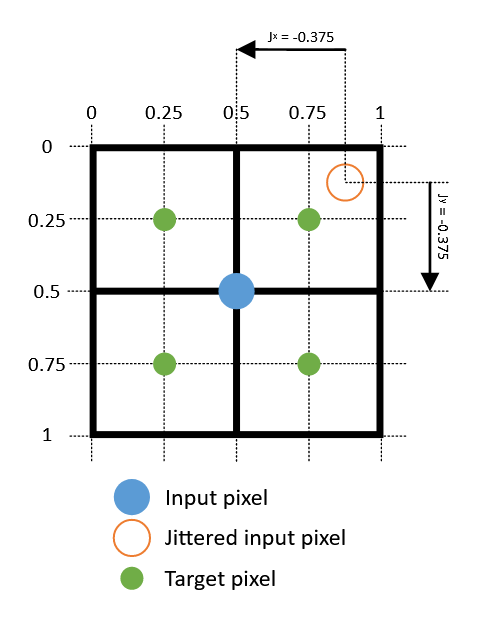 Jx = -0.375
0 0.25 0.5 0.75 1
0
0.25
Jy = -0.375
0.5
0.75
1
Input pixel
Jittered input pixel
Target pixel